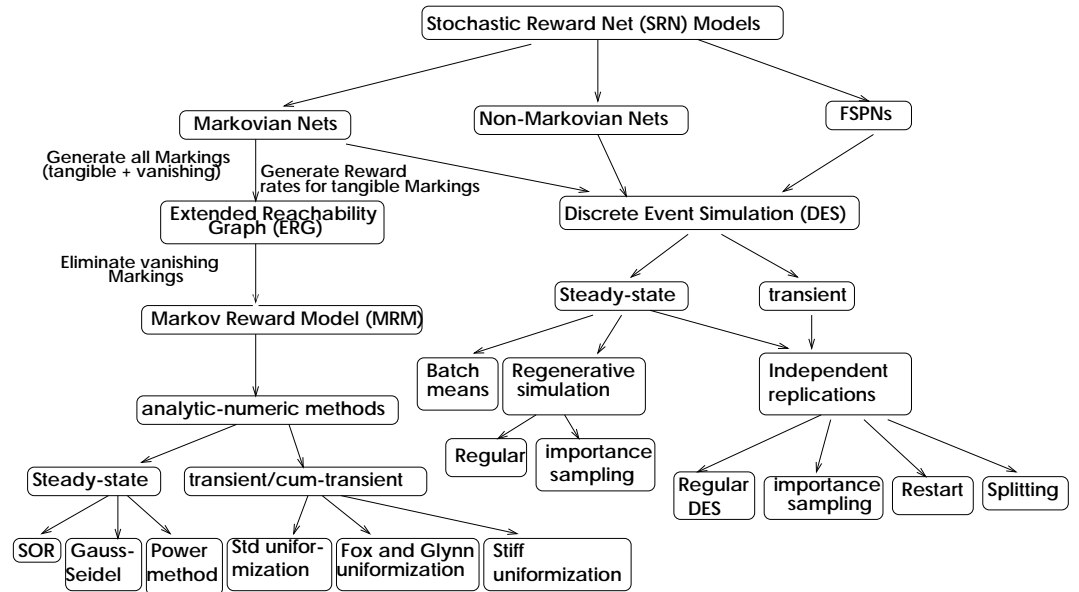 Stochastic Reward Net (SRN) Models
Markovian Nets
Non-Markovian Nets
FSPNs
Generate all Markings
(tangible + vanishing)
Generate Reward
rates for tangible Markings
Extended Reachability
Graph (ERG)
Discrete Event Simulation (DES)
Eliminate vanishing
Markings
Steady-state
transient
Markov Reward Model (MRM)
Batch
means
Regenerative
simulation
Independent
replications
analytic-numeric methods
Regular
importance
sampling
Steady-state
transient/cum-transient
Regular
DES
importance
sampling
Restart
Splitting
SOR
Gauss-
Seidel
Power
method
Std unifor-
mization
Fox and Glynn
uniformization
Stiff
uniformization